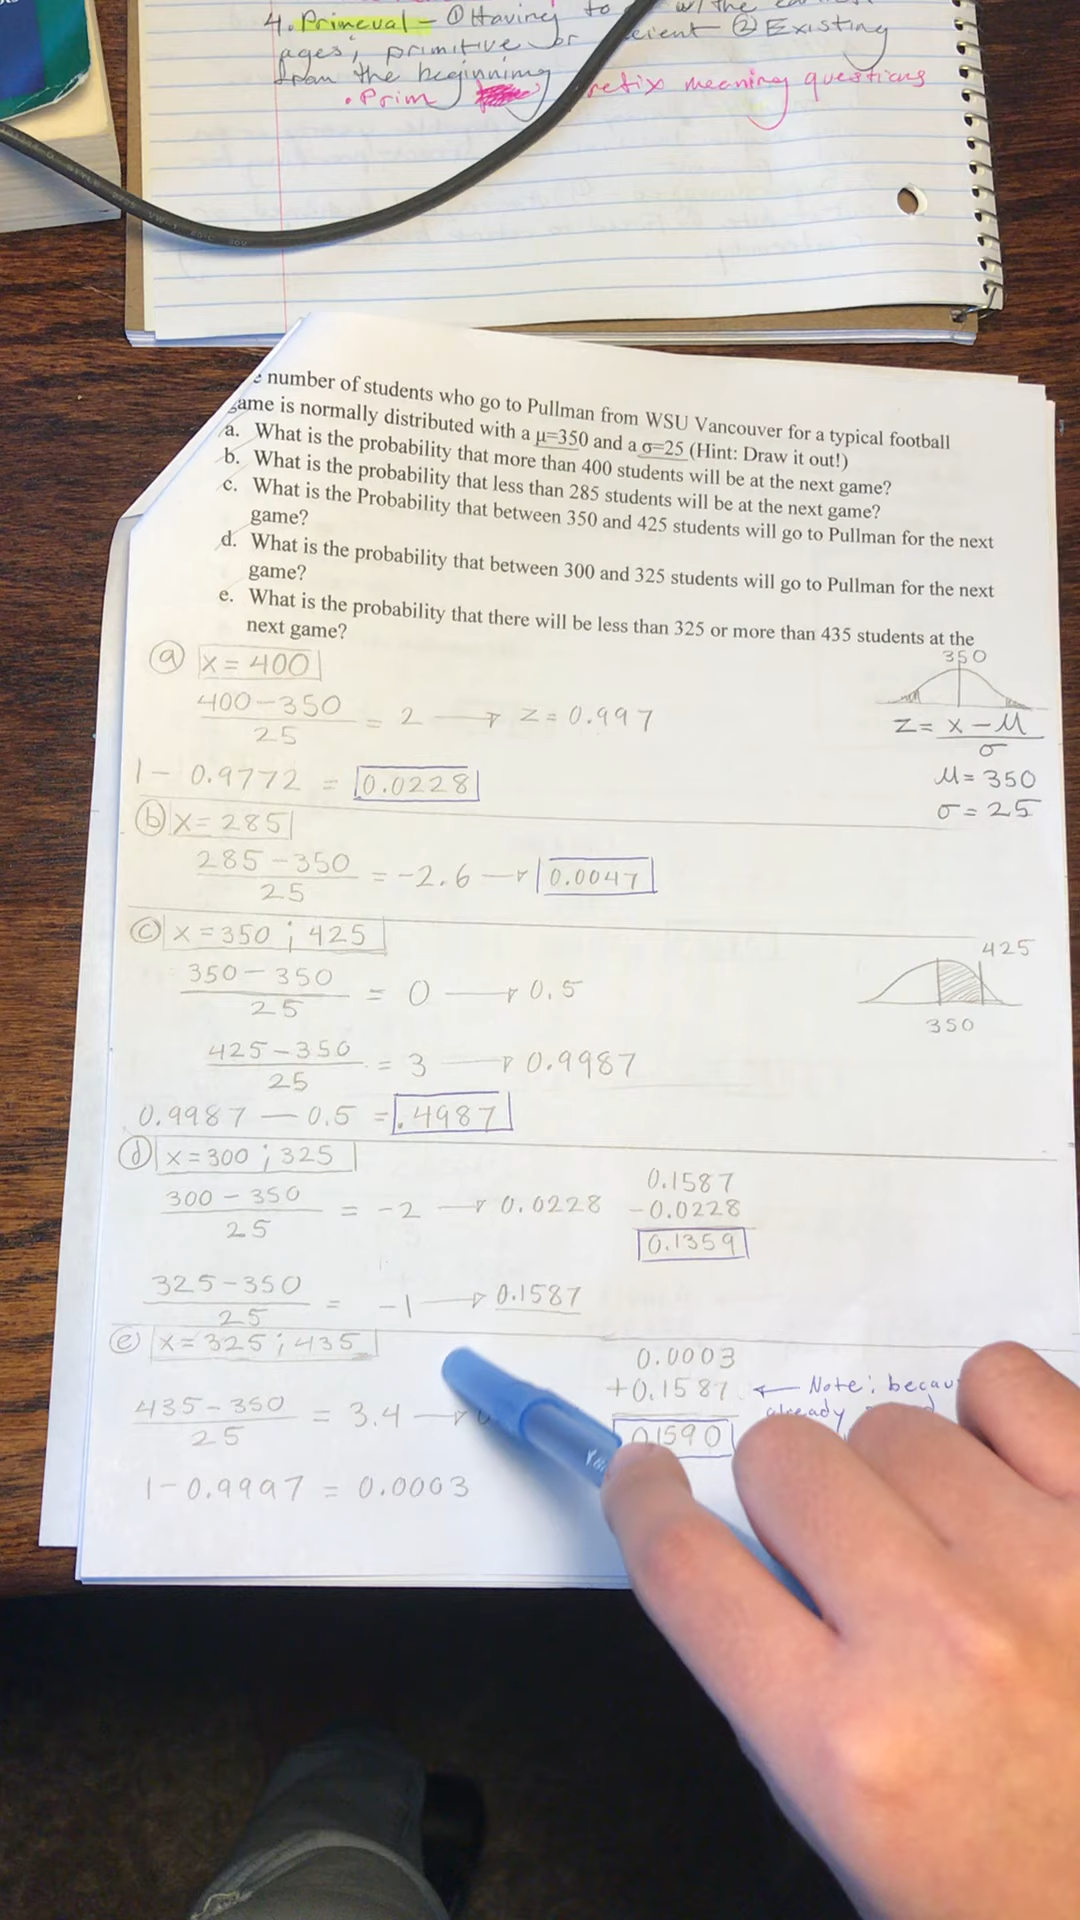 4. Primeval – ① Having to w/ the
ages; primitive or cient ② Existing
from the beginning
• Prim refix meaning questions
number of students who go to Pullman from WSU Vancouver for a typical football
game is normally distributed with a μ=350 and a σ=25 (Hint: Draw it out!)
a. What is the probability that more than 400 students will be at the next game?
b. What is the probability that less than 285 students will be at the next game?
c. What is the Probability that between 350 and 425 students will go to Pullman for the next
game?
d. What is the probability that between 300 and 325 students will go to Pullman for the next
game?
e. What is the probability that there will be less than 325 or more than 435 students at the
next game?
350
ⓐ x = 400
400 – 350
25
= 2 → z = 0.997
z = x – μ
σ
μ = 350
σ = 25
1 – 0.9772 = 0.0228
ⓑ x = 285
285 – 350
25
= -2.6 → 0.0047
ⓒ x = 350 ; 425
350 – 350
25
= 0 → 0.5
425
350
425 – 350
25
= 3 → 0.9987
0.9987 – 0.5 = .4987
ⓓ x = 300 ; 325
300 – 350
25
= -2 → 0.0228
0.1587
-0.0228
0.1359
325 – 350
25
= -1 → 0.1587
ⓔ x = 325 ; 435
435 – 350
25
= 3.4 →
0.0003
+0.1587 ← Note: becau
already
0.1590
1 – 0.9997 = 0.0003